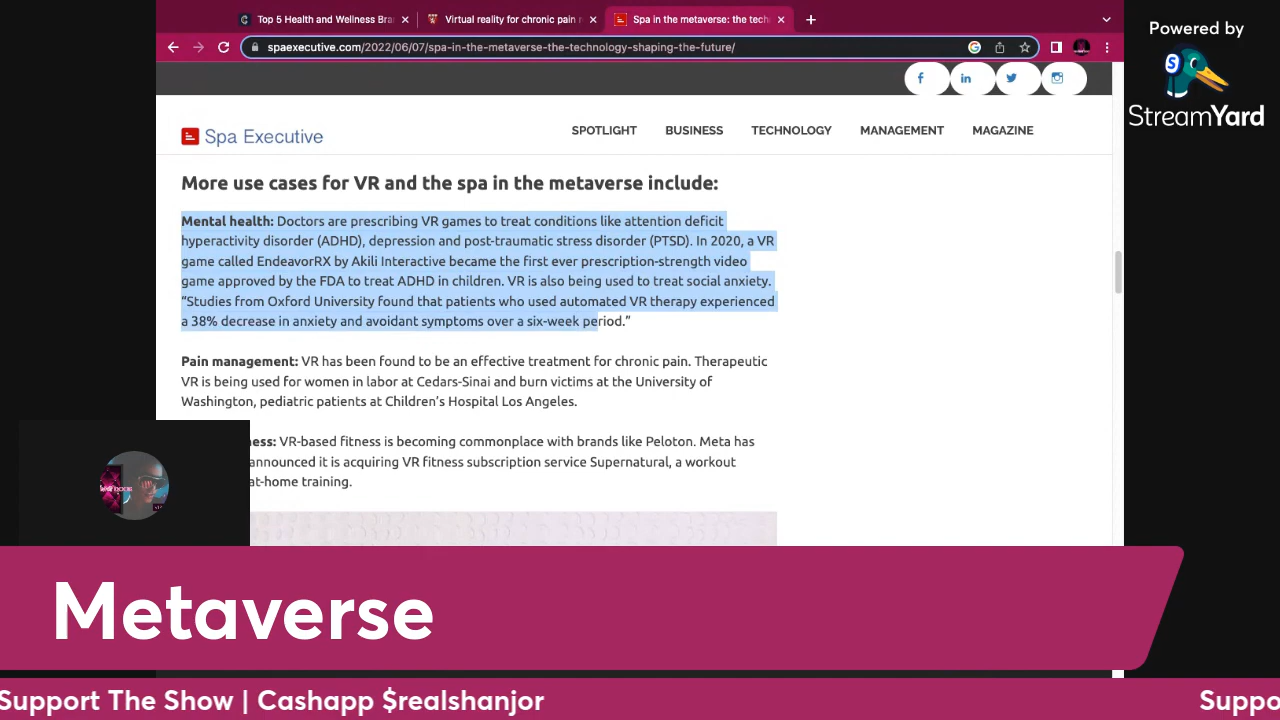 Top 5 Health and Wellness Bra
Virtual reality for chronic pain r
Spa in the metaverse: the tech
spaexecutive.com/2022/06/07/spa-in-the-metaverse-the-technology-shaping-the-future/
Powered by
StreamYard
Spa Executive
SPOTLIGHT BUSINESS TECHNOLOGY MANAGEMENT MAGAZINE
More use cases for VR and the spa in the metaverse include:
Mental health: Doctors are prescribing VR games to treat conditions like attention deficit
hyperactivity disorder (ADHD), depression and post-traumatic stress disorder (PTSD). In 2020, a VR
game called EndeavorRX by Akili Interactive became the first ever prescription-strength video
game approved by the FDA to treat ADHD in children. VR is also being used to treat social anxiety.
“Studies from Oxford University found that patients who used automated VR therapy experienced
a 38% decrease in anxiety and avoidant symptoms over a six-week period.”
Pain management: VR has been found to be an effective treatment for chronic pain. Therapeutic
VR is being used for women in labor at Cedars-Sinai and burn victims at the University of
Washington, pediatric patients at Children’s Hospital Los Angeles.
ness: VR-based fitness is becoming commonplace with brands like Peloton. Meta has
announced it is acquiring VR fitness subscription service Supernatural, a workout
at-home training.
Metaverse
Support The Show | Cashapp $realshanjor
Suppo